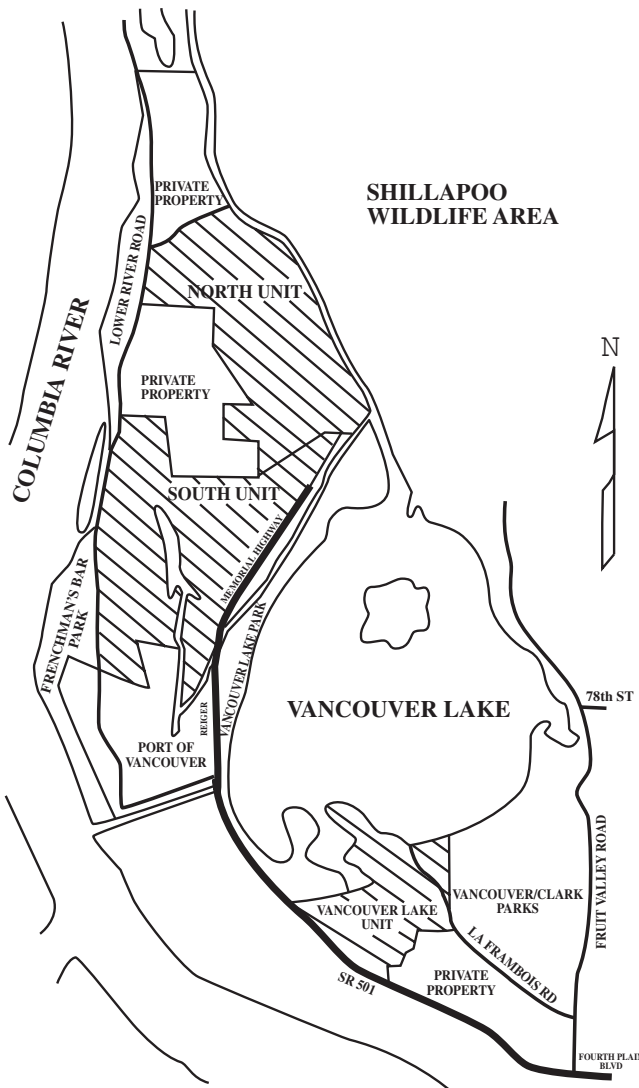 SHILLAPOO
WILDLIFE AREA
PRIVATE
PROPERTY
LOWER RIVER ROAD
NORTH UNIT
COLUMBIA RIVER
N
PRIVATE
PROPERTY
SOUTH UNIT
MEMORIAL HIGHWAY
FRENCHMAN'S BAR
PARK
VANCOUVER LAKE PARK
REIGER
VANCOUVER LAKE
78th ST
PORT OF
VANCOUVER
FRUIT VALLEY ROAD
VANCOUVER/CLARK
PARKS
VANCOUVER LAKE
UNIT
LA FRAMBOIS RD
SR 501
PRIVATE
PROPERTY
FOURTH PLAIN
BLVD